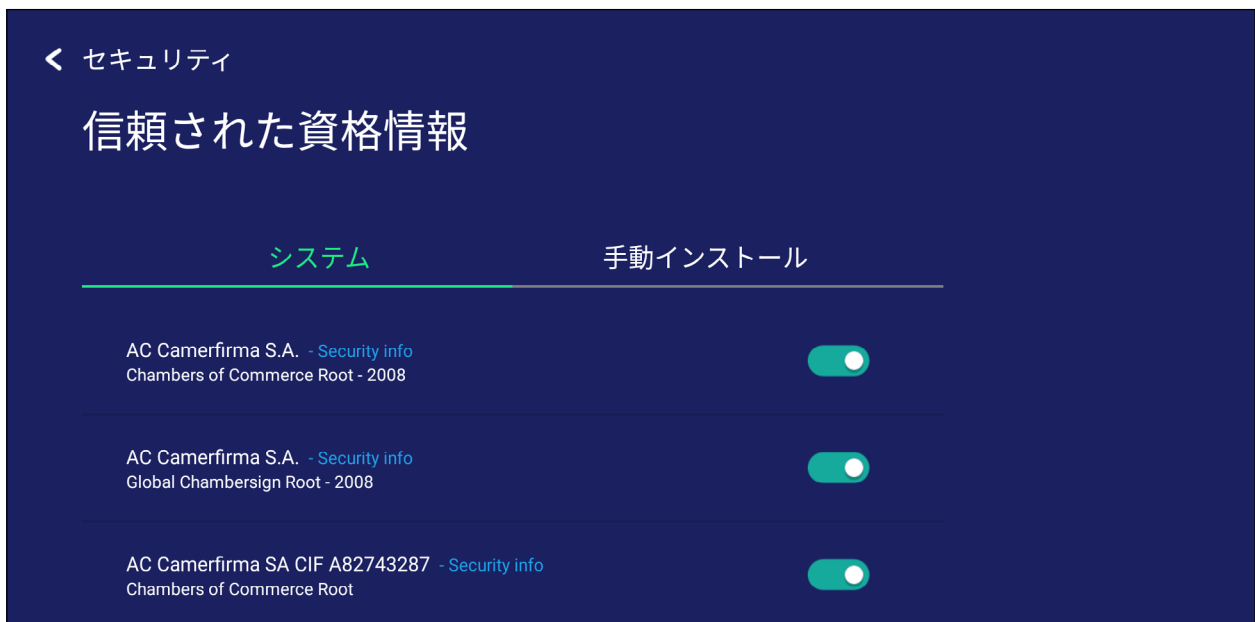 セキュリティ
信頼された資格情報
システム 手動インストール
AC Camerfirma S.A. - Security info
Chambers of Commerce Root - 2008
AC Camerfirma S.A. - Security info
Global Chambersign Root - 2008
AC Camerfirma SA CIF A82743287 - Security info
Chambers of Commerce Root